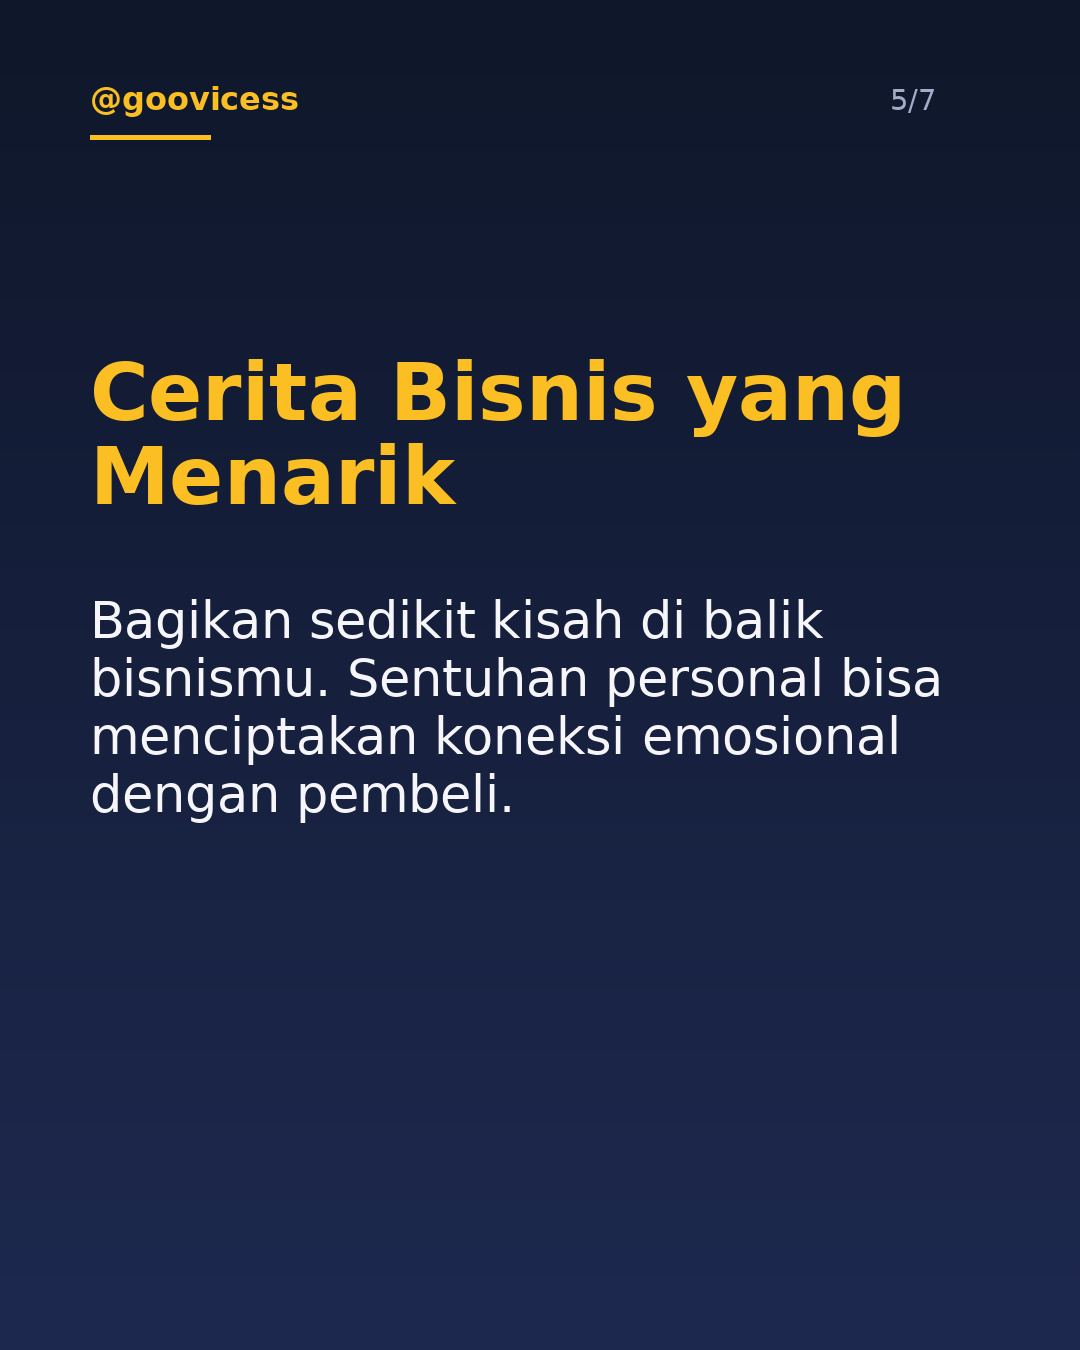 @goovicess
5/7
Cerita Bisnis yang
Menarik
Bagikan sedikit kisah di balik
bisnismu. Sentuhan personal bisa
menciptakan koneksi emosional
dengan pembeli.